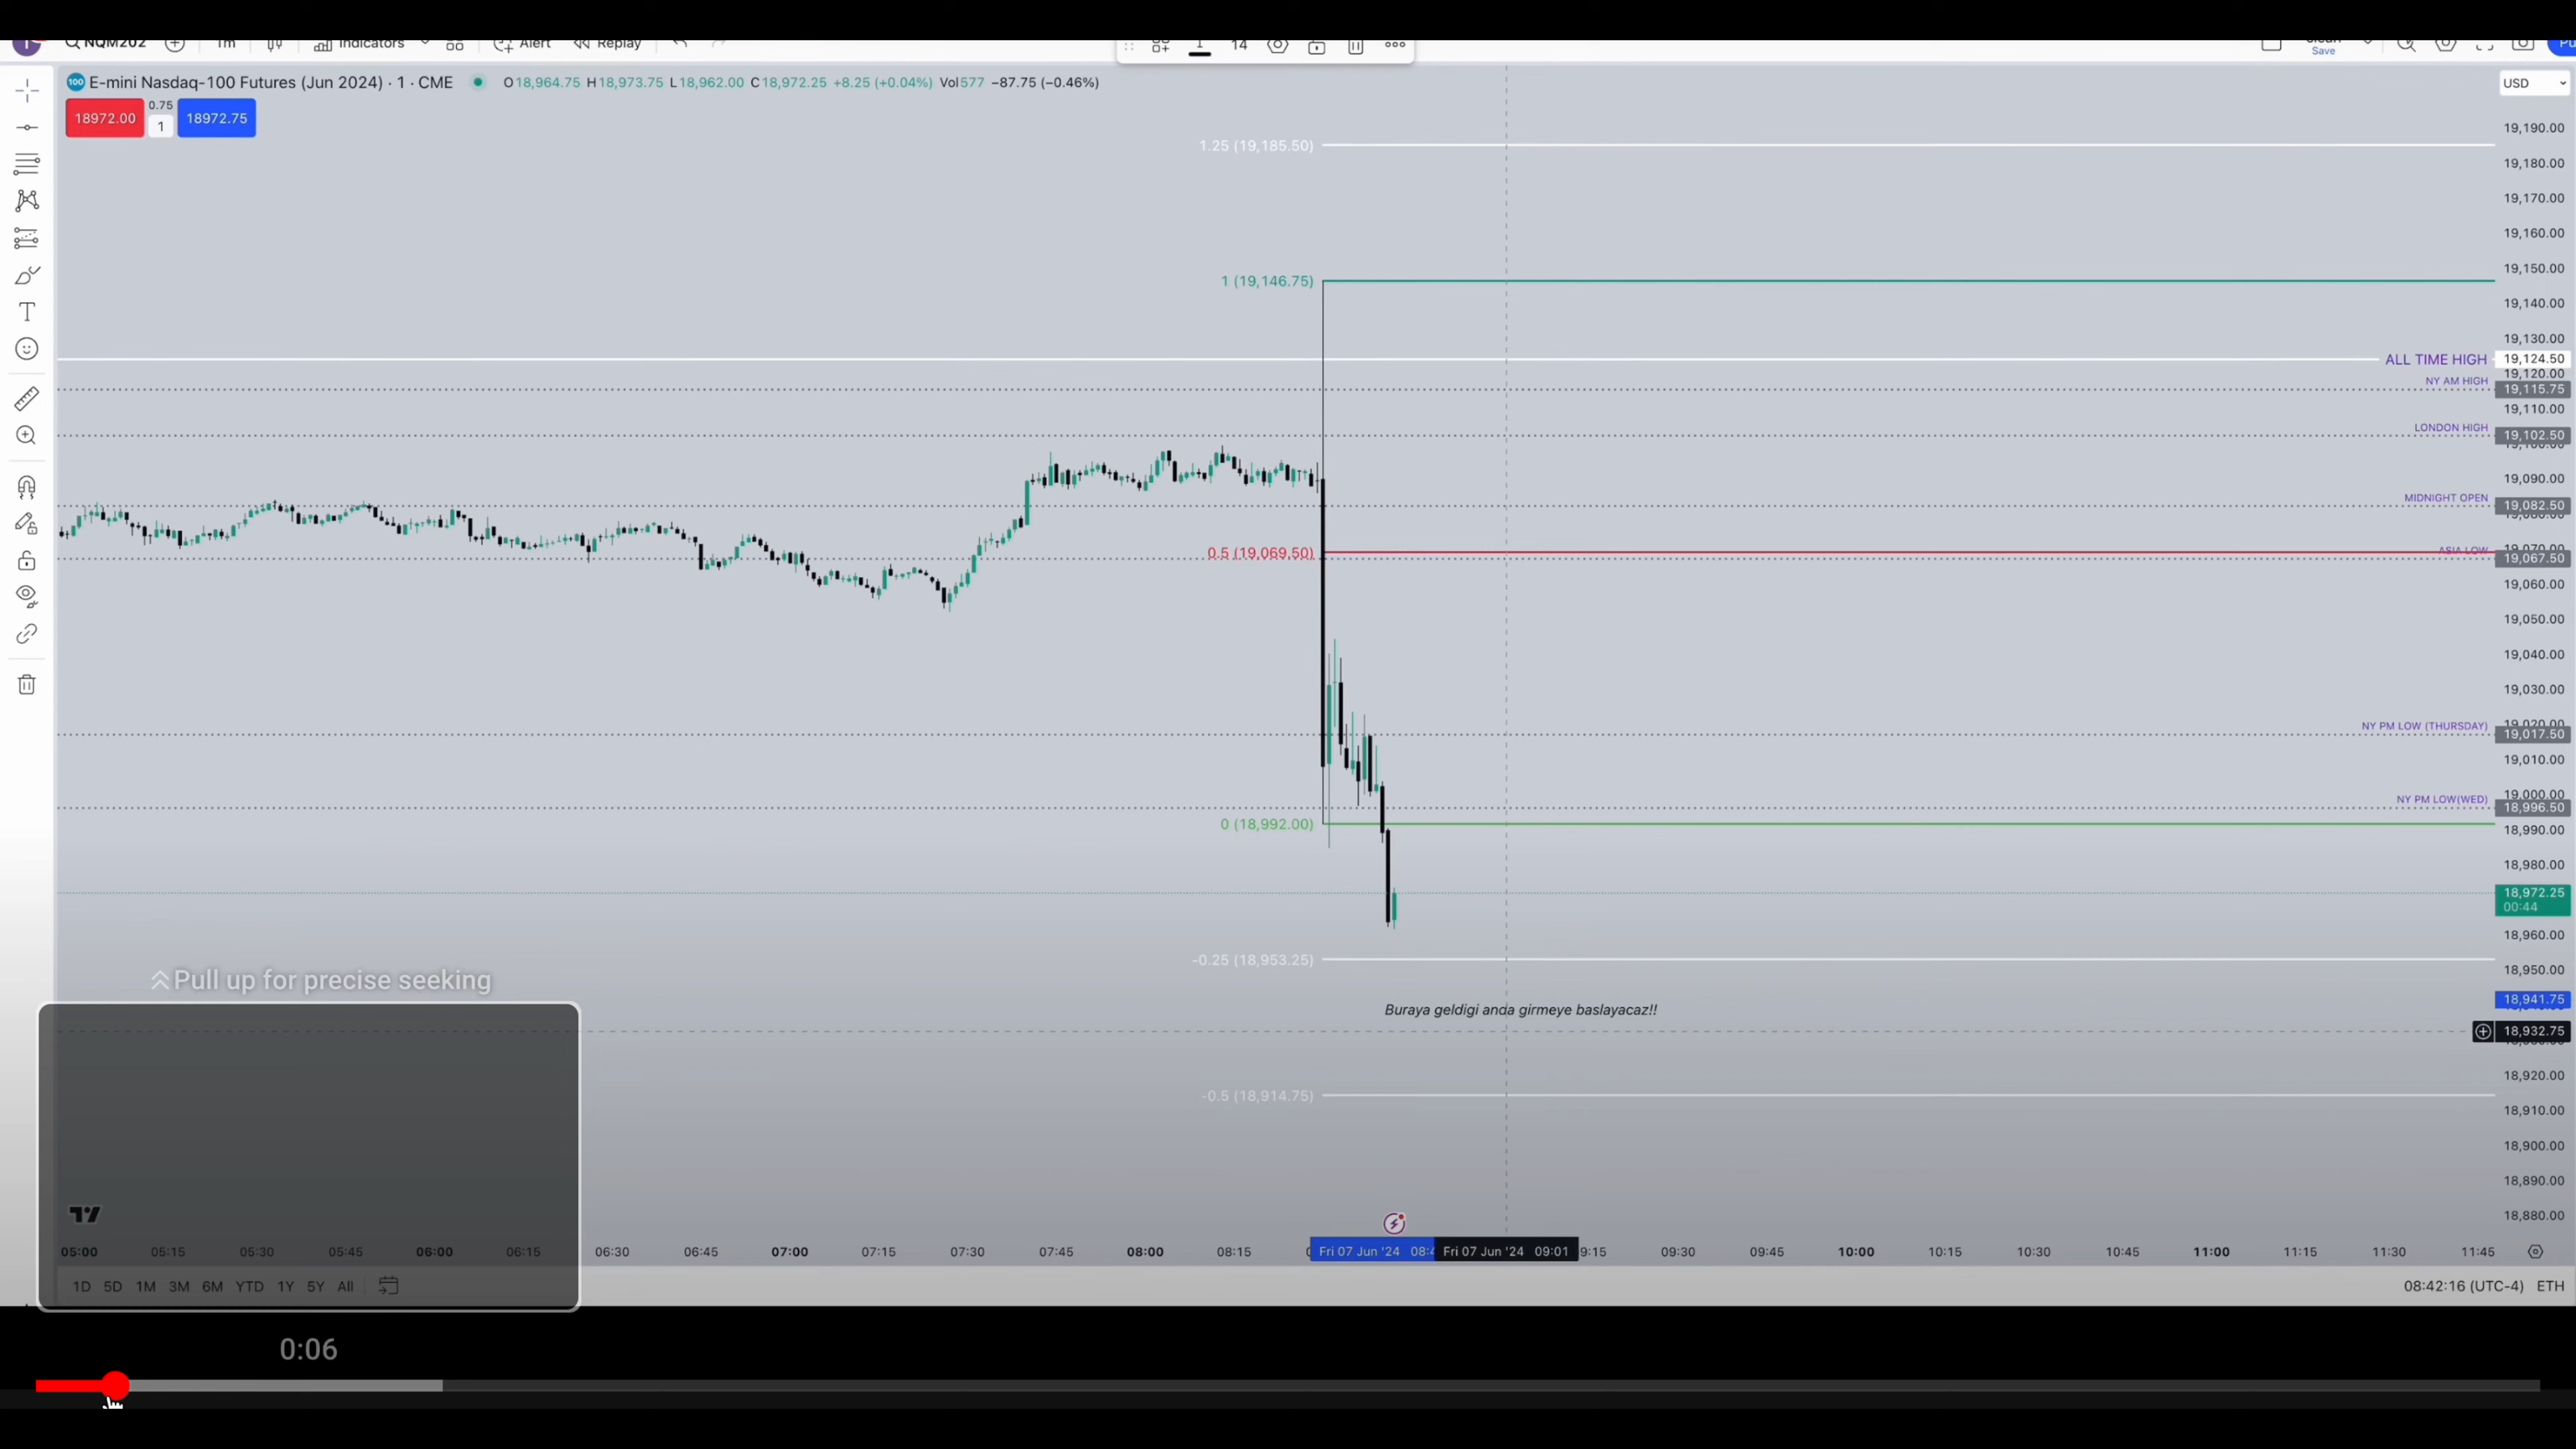 NQM202 1m Indicators Alert Replay 14 Save
E-mini Nasdaq-100 Futures (Jun 2024) · 1 · CME O18,964.75 H18,973.75 L18,962.00 C18,972.25 +8.25 (+0.04%) Vol577 −87.75 (−0.46%)
USD
18972.00 0.75 1 18972.75
19,190.00
1.25 (19,185.50)
19,180.00
19,170.00
19,160.00
19,150.00
1 (19,146.75)
19,140.00
19,130.00
ALL TIME HIGH 19,124.50
19,120.00
NY AM HIGH 19,115.75
19,110.00
LONDON HIGH 19,102.50
19,090.00
MIDNIGHT OPEN 19,082.50
0.5 (19,069.50)
ASIA LOW 19,067.50
19,060.00
19,050.00
19,040.00
19,030.00
19,020.00
NY PM LOW (THURSDAY) 19,017.50
19,010.00
19,000.00
NY PM LOW(WED) 18,996.50
0 (18,992.00)
18,990.00
18,980.00
18,972.25
00:44
18,960.00
-0.25 (18,953.25)
18,950.00
Pull up for precise seeking
18,941.75
Buraya geldigi anda girmeye baslayacaz!!
18,932.75
18,920.00
-0.5 (18,914.75)
18,910.00
18,900.00
18,890.00
18,880.00
05:00 05:15 05:30 05:45 06:00 06:15 06:30 06:45 07:00 07:15 07:30 07:45 08:00 08:15 Fri 07 Jun '24 08:4 Fri 07 Jun '24 09:01 9:15 09:30 09:45 10:00 10:15 10:30 10:45 11:00 11:15 11:30 11:45
1D 5D 1M 3M 6M YTD 1Y 5Y All 08:42:16 (UTC-4) ETH
0:06